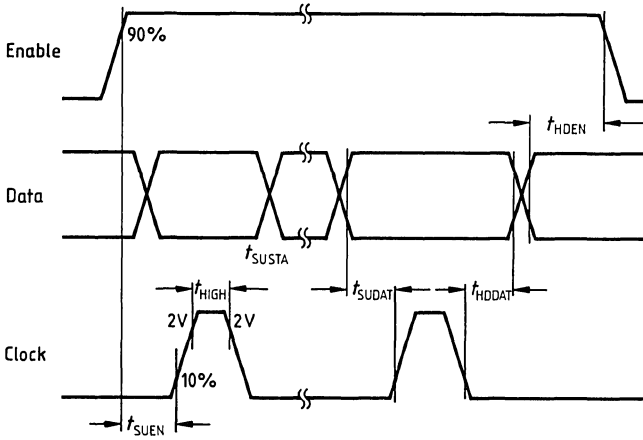 Enable
90%
tHDEN
Data
tSUSTA
tHIGH
tSUDAT
tHDDAT
2V
2V
Clock
10%
tSUEN